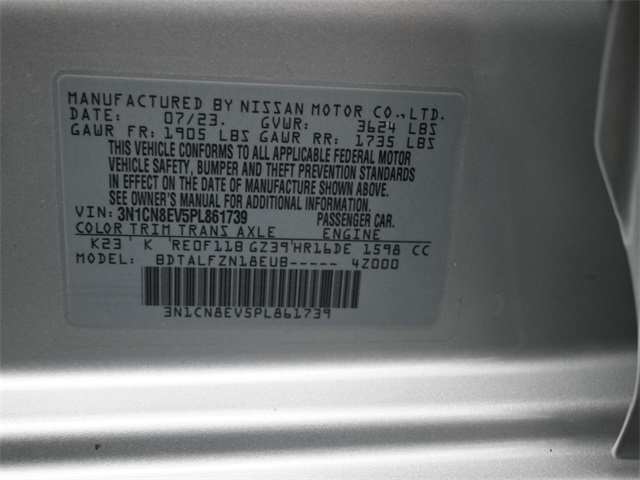 MANUFACTURED BY NISSAN MOTOR CO.,LTD.
DATE: 07/23. GVWR: 3624 LBS
GAWR FR: 1905 LBS GAWR RR: 1735 LBS
THIS VEHICLE CONFORMS TO ALL APPLICABLE FEDERAL MOTOR
VEHICLE SAFETY, BUMPER AND THEFT PREVENTION STANDARDS
IN EFFECT ON THE DATE OF MANUFACTURE SHOWN ABOVE.
SEE OWNER'S MANUAL FOR ADDITIONAL INFORMATION.
VIN: 3N1CN8EV5PL861739 PASSENGER CAR.
COLOR TRIM TRANS AXLE ENGINE
K23 ' K 'RE0F11B GZ39'HR16DE 1598 CC
MODEL: BDTALFZN18EUB----- 4Z000
3N1CN8EV5PL861739